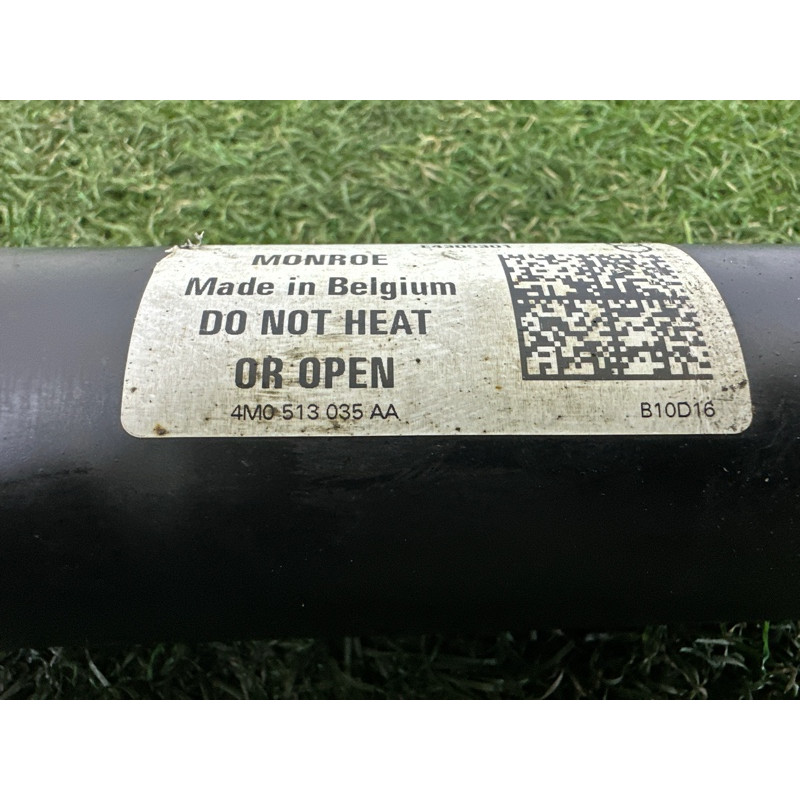 MONROE
Made in Belgium
DO NOT HEAT
OR OPEN
4M0 513 035 AA
B10D16